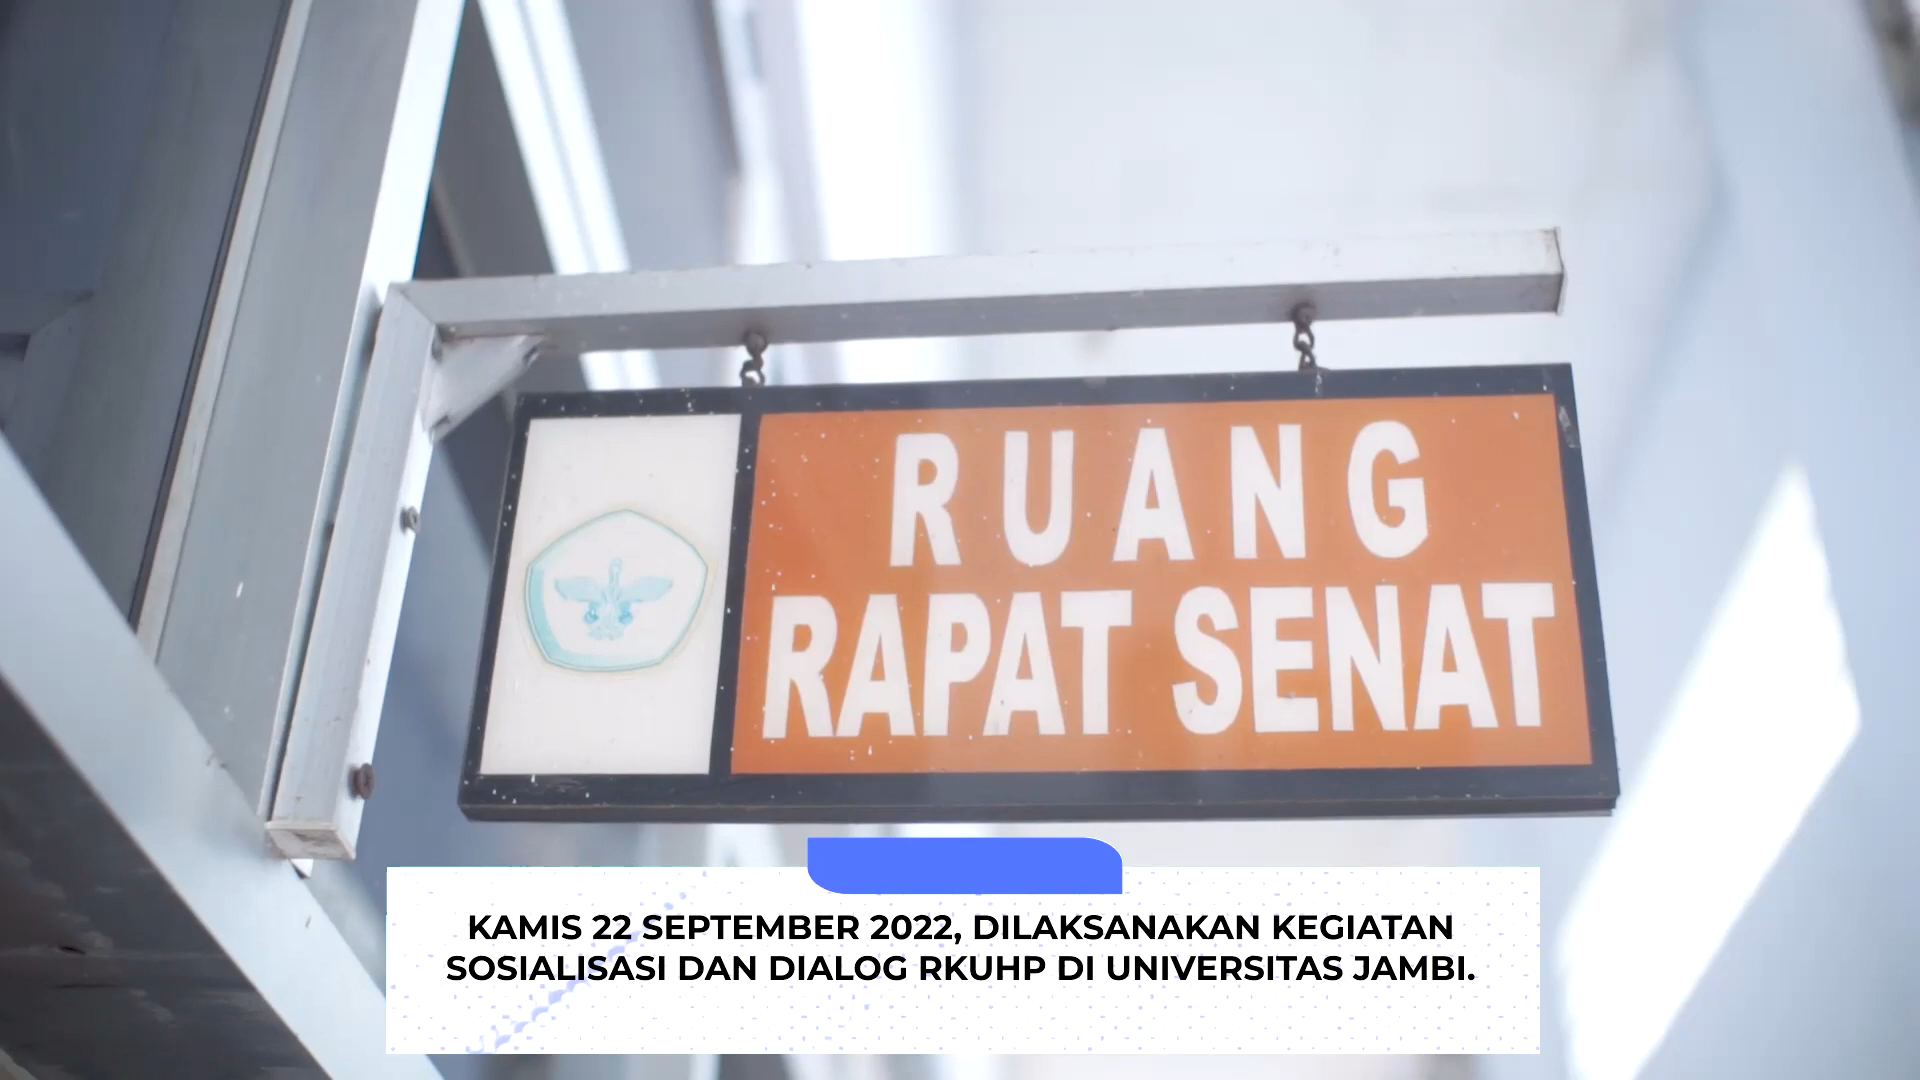 RUANG
RAPAT SENAT
KAMIS 22 SEPTEMBER 2022, DILAKSANAKAN KEGIATAN
SOSIALISASI DAN DIALOG RKUHP DI UNIVERSITAS JAMBI.